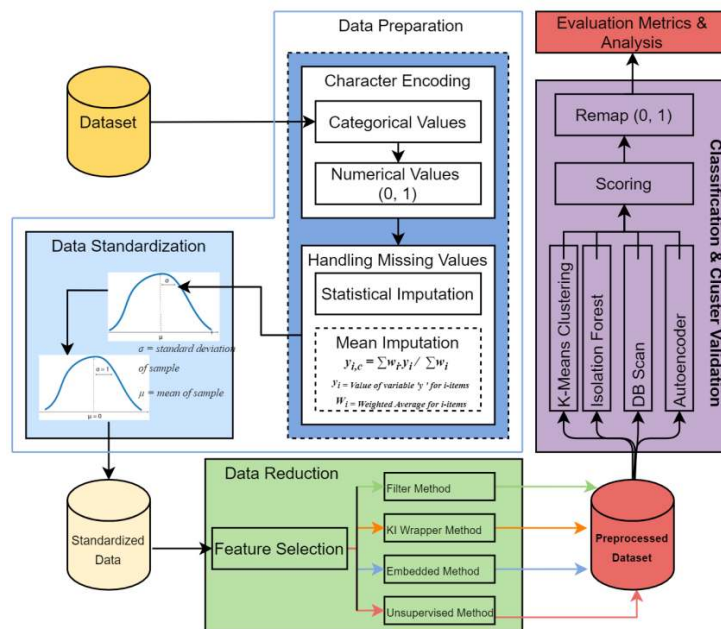 Data Preparation
Dataset
Character Encoding
Categorical Values
Numerical Values
(0, 1)
Handling Missing Values
Statistical Imputation
Mean Imputation
y_{i,c} = ∑w_i,y_i / ∑w_i
y_i = Value of variable 'y' for i-items
W_i = Weighted Average for i-items
Data Standardization
σ
μ
σ = standard deviation
of sample
σ = 1
μ = mean of sample
μ = 0
Standardized
Data
Data Reduction
Feature Selection
Filter Method
KI Wrapper Method
Embedded Method
Unsupervised Method
Preprocessed
Dataset
K-Means Clustering
Isolation Forest
DB Scan
Autoencoder
Scoring
Remap (0, 1)
Classification & Cluster Validation
Evaluation Metrics &
Analysis